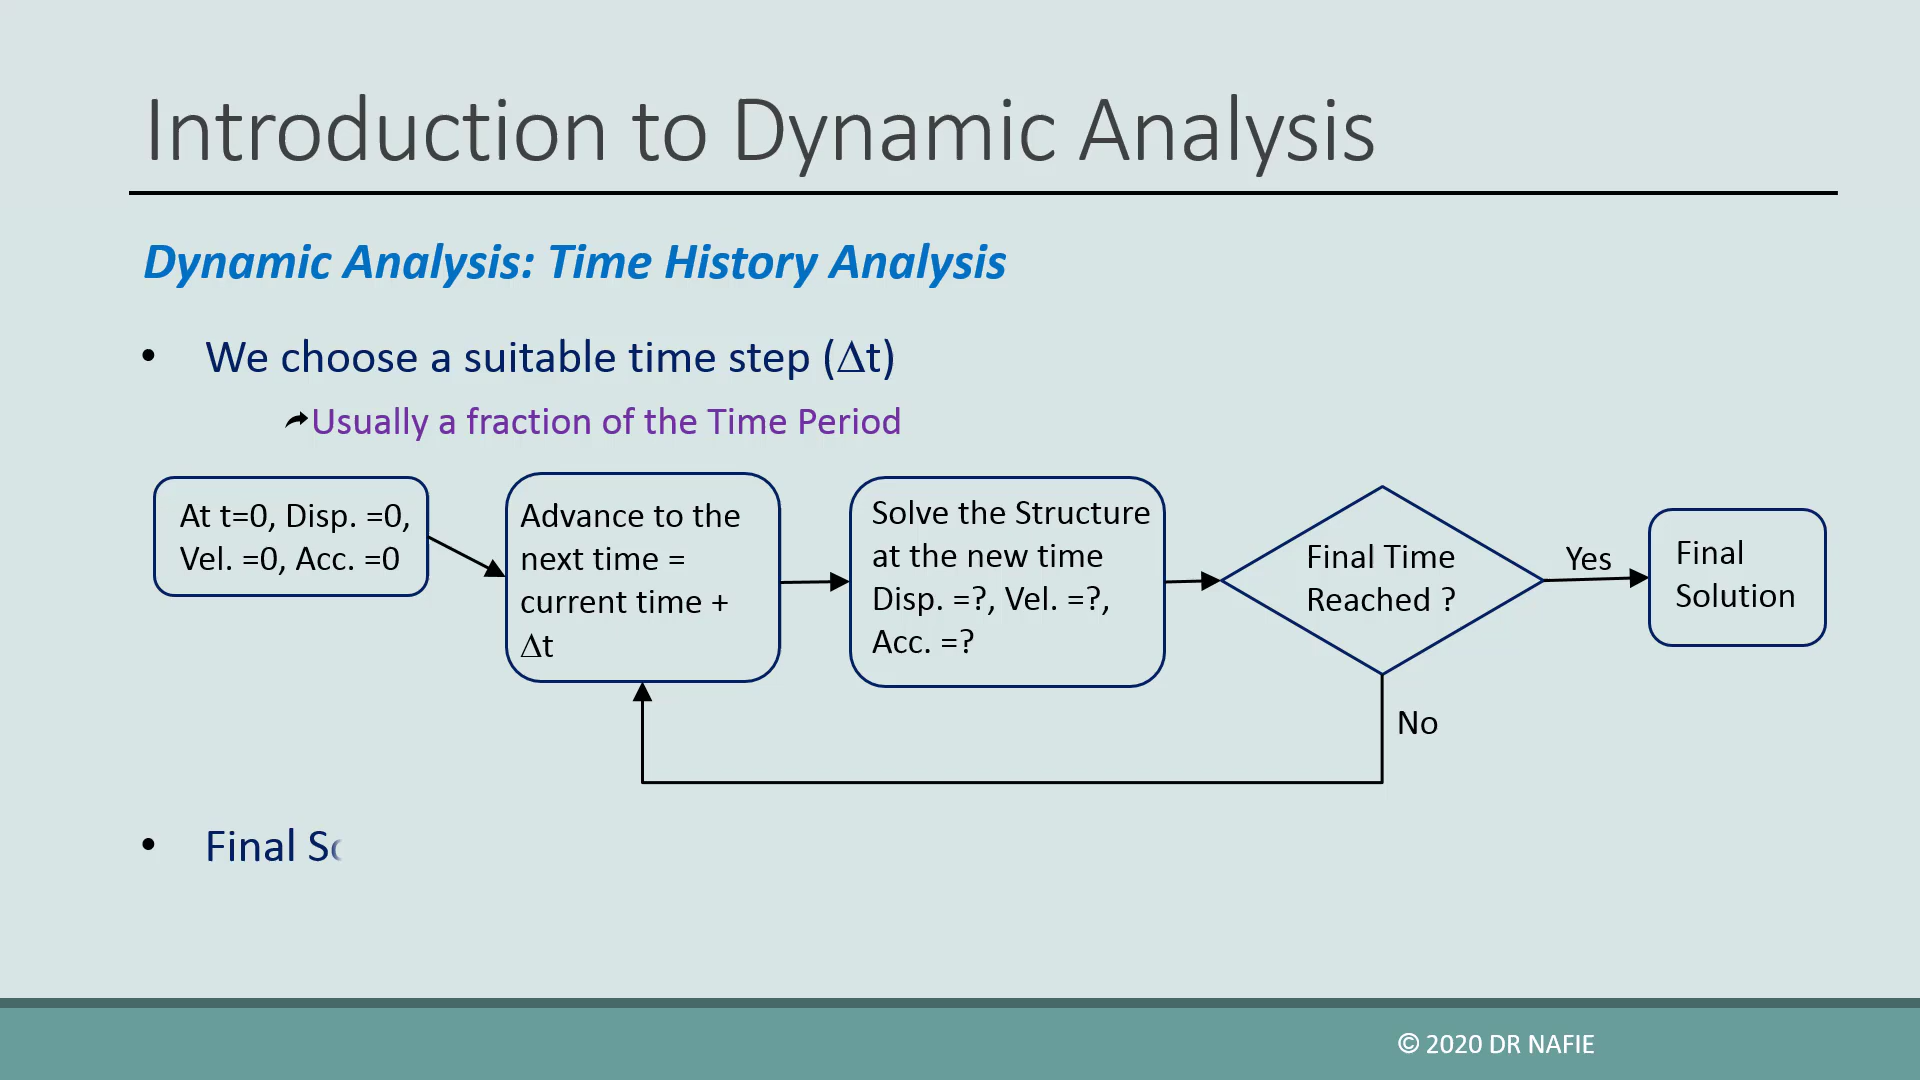 Introduction to Dynamic Analysis
Dynamic Analysis: Time History Analysis
• We choose a suitable time step (Δt)
Usually a fraction of the Time Period
At t=0, Disp. =0,
Vel. =0, Acc. =0
Advance to the
next time =
current time +
Δt
Solve the Structure
at the new time
Disp. =?, Vel. =?,
Acc. =?
Final Time
Reached ?
Yes
Final
Solution
No
• Final
© 2020 DR NAFIE